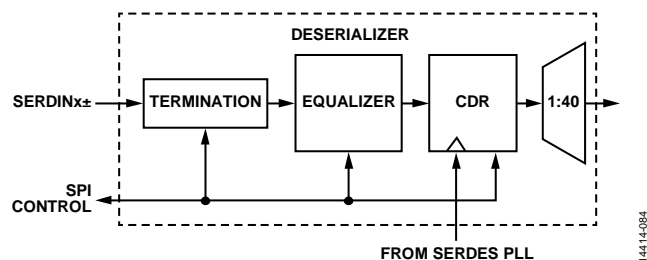 DESERIALIZER
SERDINx±
TERMINATION
EQUALIZER
CDR
1:40
SPI
CONTROL
FROM SERDES PLL
14414-084